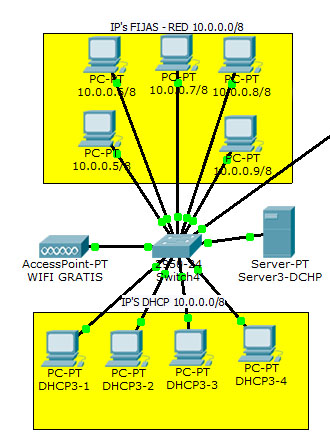 IP's FIJAS - RED 10.0.0.0/8
PC-PT
10.0.0.6/8
PC-PT
10.0.0.7/8
PC-PT
10.0.0.8/8
PC-PT
10.0.0.5/8
PC-PT
10.0.0.9/8
AccessPoint-PT
WIFI GRATIS
Switch4
Server-PT
Server3-DCHP
IP'S DHCP 10.0.0.0/8
PC-PT
DHCP3-1
PC-PT
DHCP3-2
PC-PT
DHCP3-3
PC-PT
DHCP3-4